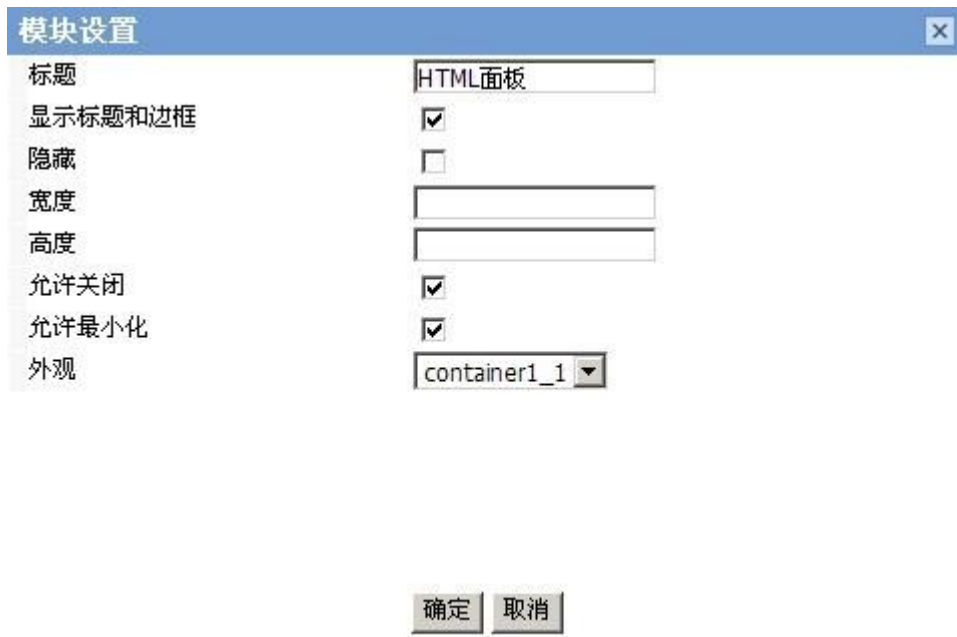 模块设置
标题 HTML面板
显示标题和边框
隐藏
宽度
高度
允许关闭
允许最小化
外观 container1_1
确定 取消